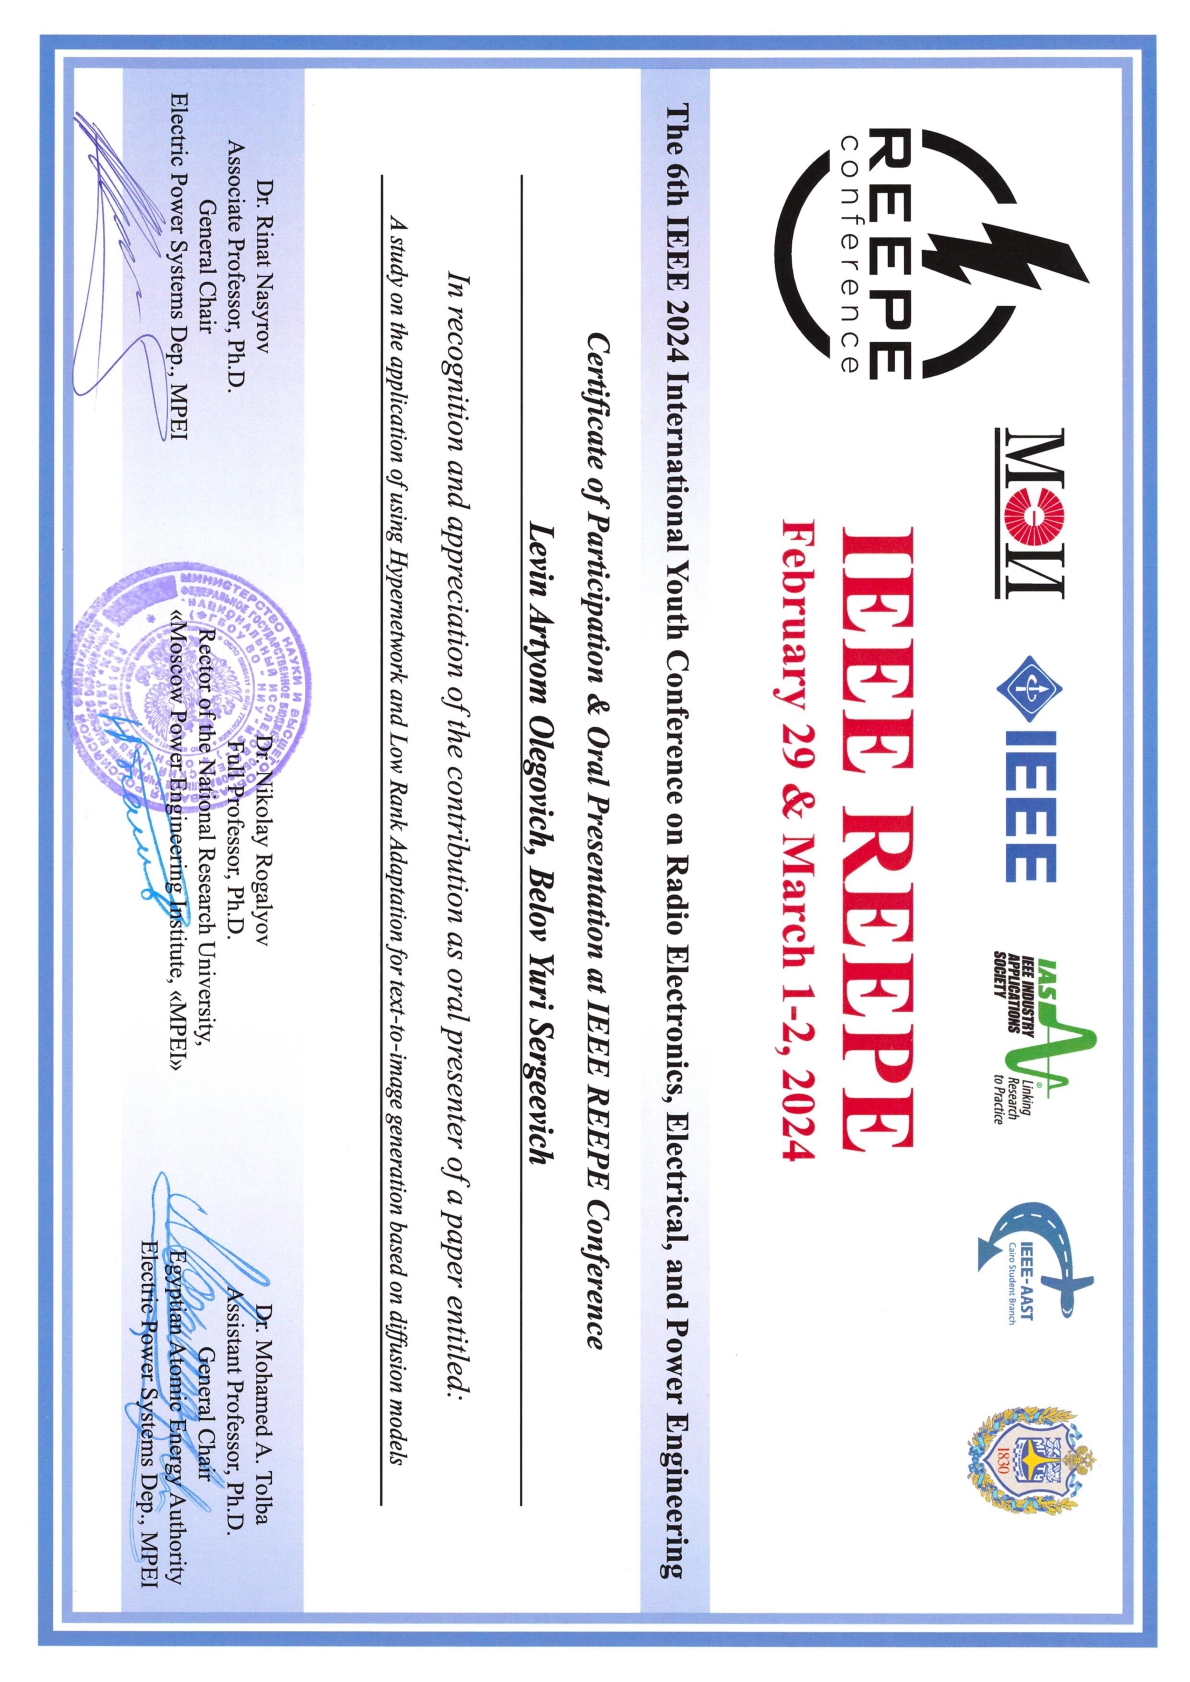 REEPE
conference
МЭИ
IEEE
IAS
IEEE INDUSTRY
APPLICATIONS
SOCIETY
®
Linking
Research
to Practice
IEEE-AAST
Cairo Student Branch
МГТУ
1830
IEEE REEPE
February 29 & March 1-2, 2024
The 6th IEEE 2024 International Youth Conference on Radio Electronics, Electrical, and Power Engineering
Certificate of Participation & Oral Presentation at IEEE REEPE Conference
Levin Artyom Olegovich, Belov Yuri Sergeevich
In recognition and appreciation of the contribution as oral presenter of a paper entitled:
A study on the application of using Hypernetwork and Low Rank Adaptation for text-to-image generation based on diffusion models
Dr. Rinat Nasyrov
Associate Professor, Ph.D.
General Chair
Electric Power Systems Dep., MPEI
Dr. Nikolay Rogalyov
Full Professor, Ph.D.
Rector of the National Research University,
«Moscow Power Engineering Institute, «MPEI»
Dr. Mohamed A. Tolba
Assistant Professor, Ph.D.
General Chair
Egyptian Atomic Energy Authority
Electric Power Systems Dep., MPEI
МИНИСТЕРСТВО НАУКИ И ВЫСШЕГО